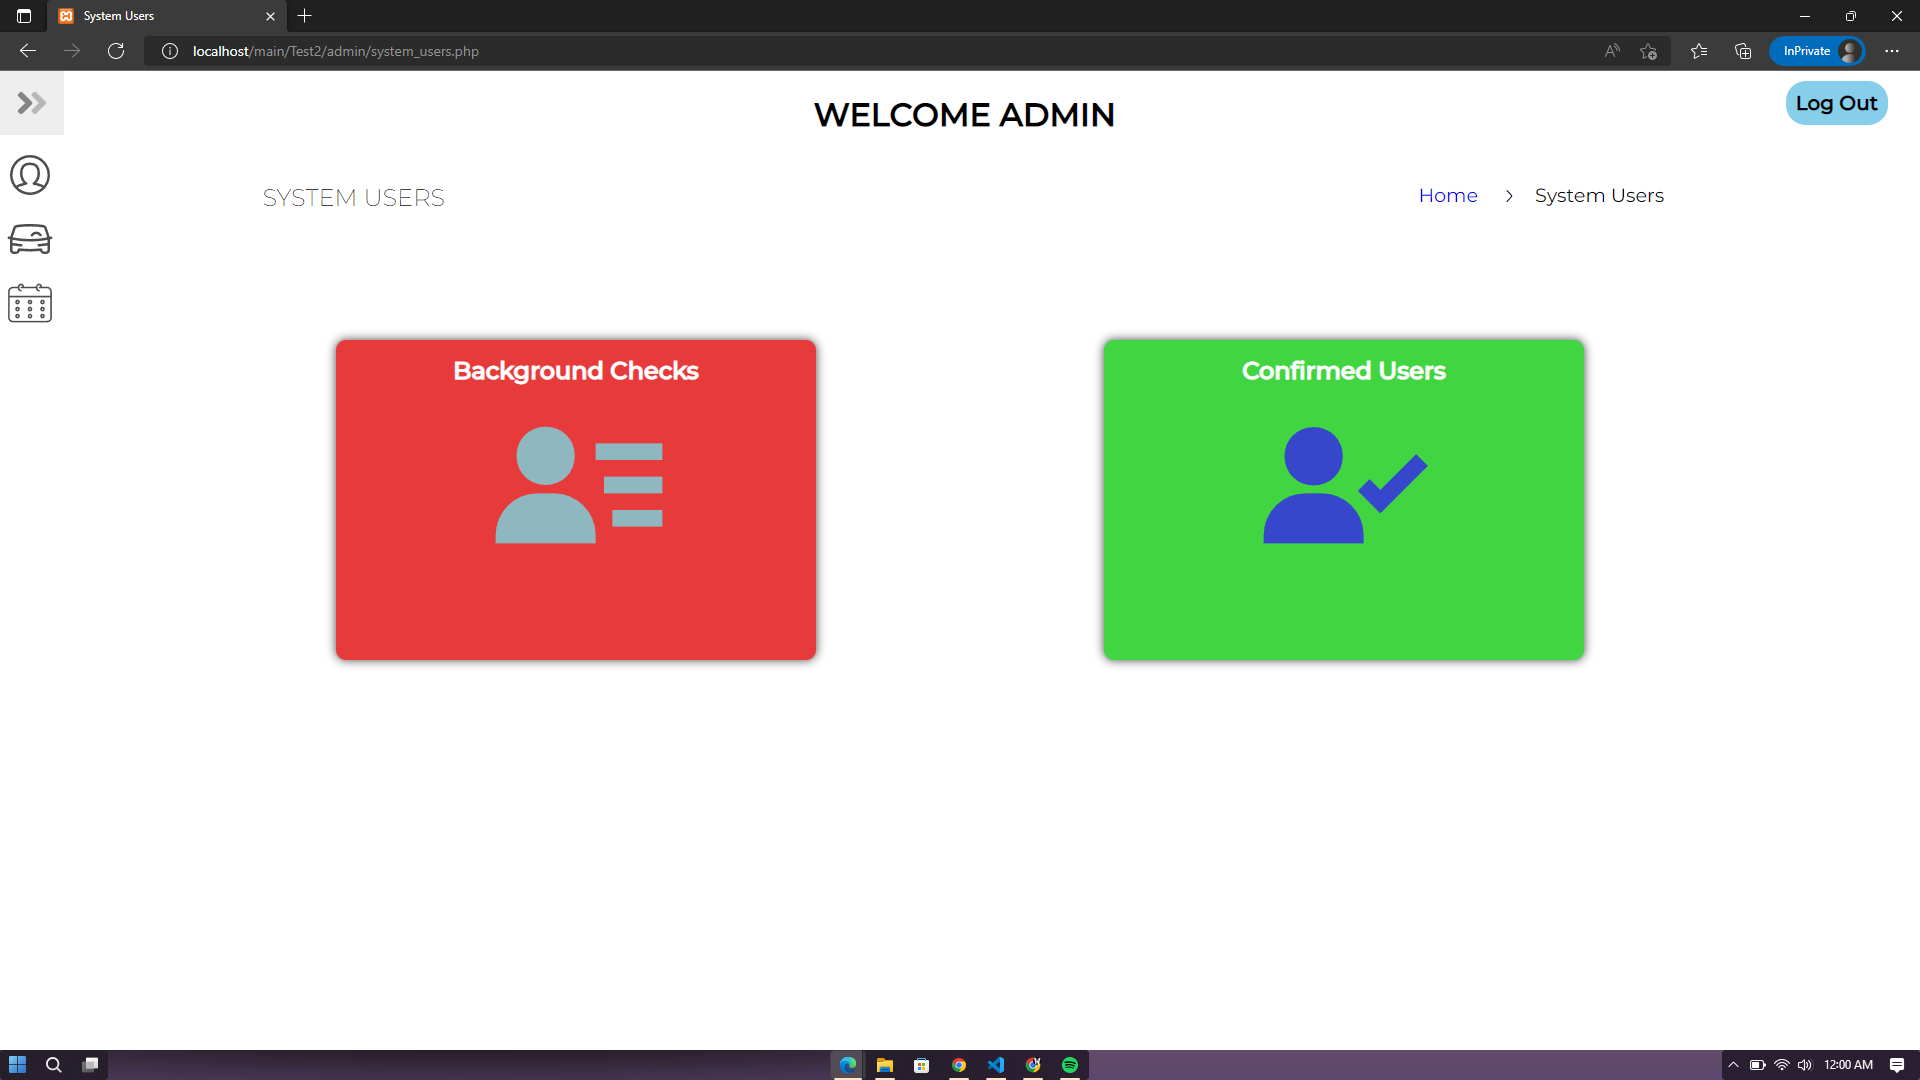 System Users
localhost/main/Test2/admin/system_users.php
InPrivate
WELCOME ADMIN
Log Out
SYSTEM USERS
Home > System Users
Background Checks
Confirmed Users
12:00 AM